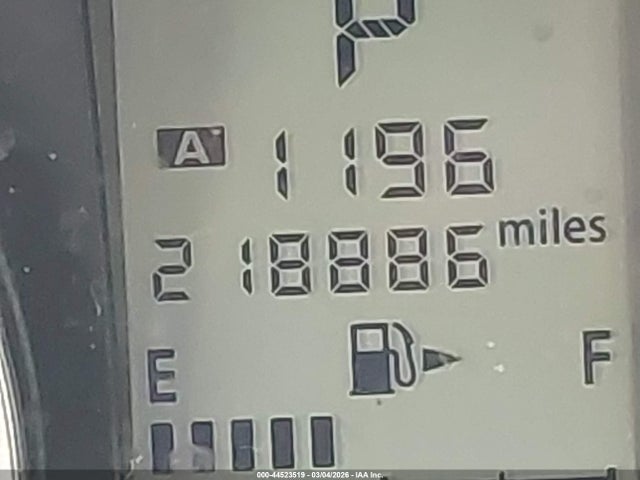 P
A 1196
218886 miles
E F
000-44523519 - 03/04/2026 - IAA Inc.